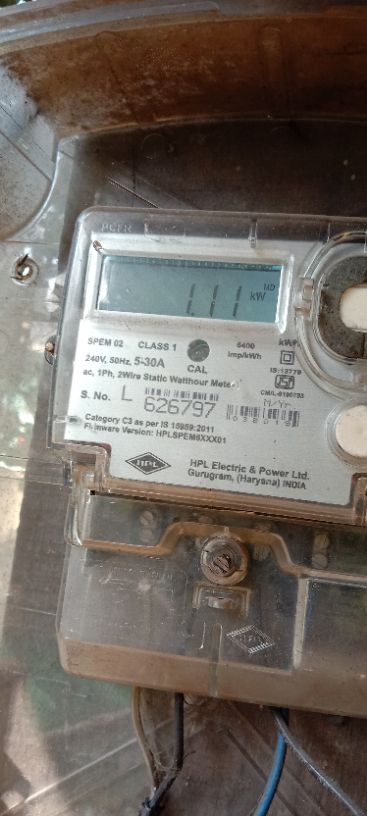 MD
1.11 kW
SPEM 02 CLASS 1 6400 imp/kWh kWh
240V, 50Hz, 5-30A CAL IS:13779
ac, 1Ph, 2Wire Static Watthour Meter
S. No. L 626797
Category C3 as per IS 15959:2011
Firmware Version: HPLSPEM6XXX01
HPL HPL Electric & Power Ltd.
Gurugram, (Haryana) INDIA
HPL